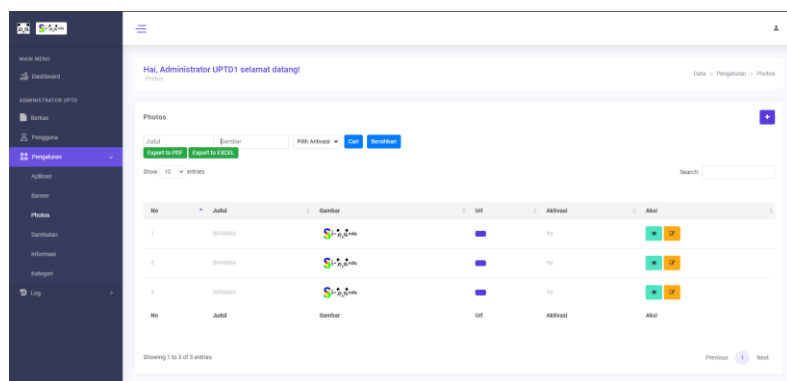 MAIN MENU
Dashboard
ADMINISTRATOR UPTD
Berkas
Pengguna
Pengaturan
Aplikasi
Banner
Photos
Sambutan
Informasi
Kategori
Log
Hai, Administrator UPTD1 selamat datang!
Photos
Data > Pengaturan > Photos
Photos
+
Judul Gambar Pilih Aktivasi Cari Bersihkan
Export to PDF Export to EXCEL
Show 10 entries Search:
No Judul Gambar Url Aktivasi Aksi
1 SIPANDA Ya
2 SIPANDA Ya
3 SIPANDA Ya
No Judul Gambar Url Aktivasi Aksi
Showing 1 to 3 of 3 entries Previous 1 Next